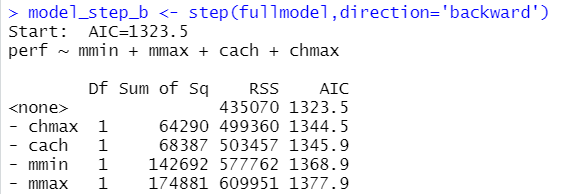 > model_step_b <- step(fullmodel,direction='backward')
Start:  AIC=1323.5
perf ~ mmin + mmax + cach + chmax
        Df Sum of Sq    RSS    AIC
<none>               435070 1323.5
- chmax  1     64290 499360 1344.5
- cach   1     68387 503457 1345.9
- mmin   1    142692 577762 1368.9
- mmax   1    174881 609951 1377.9